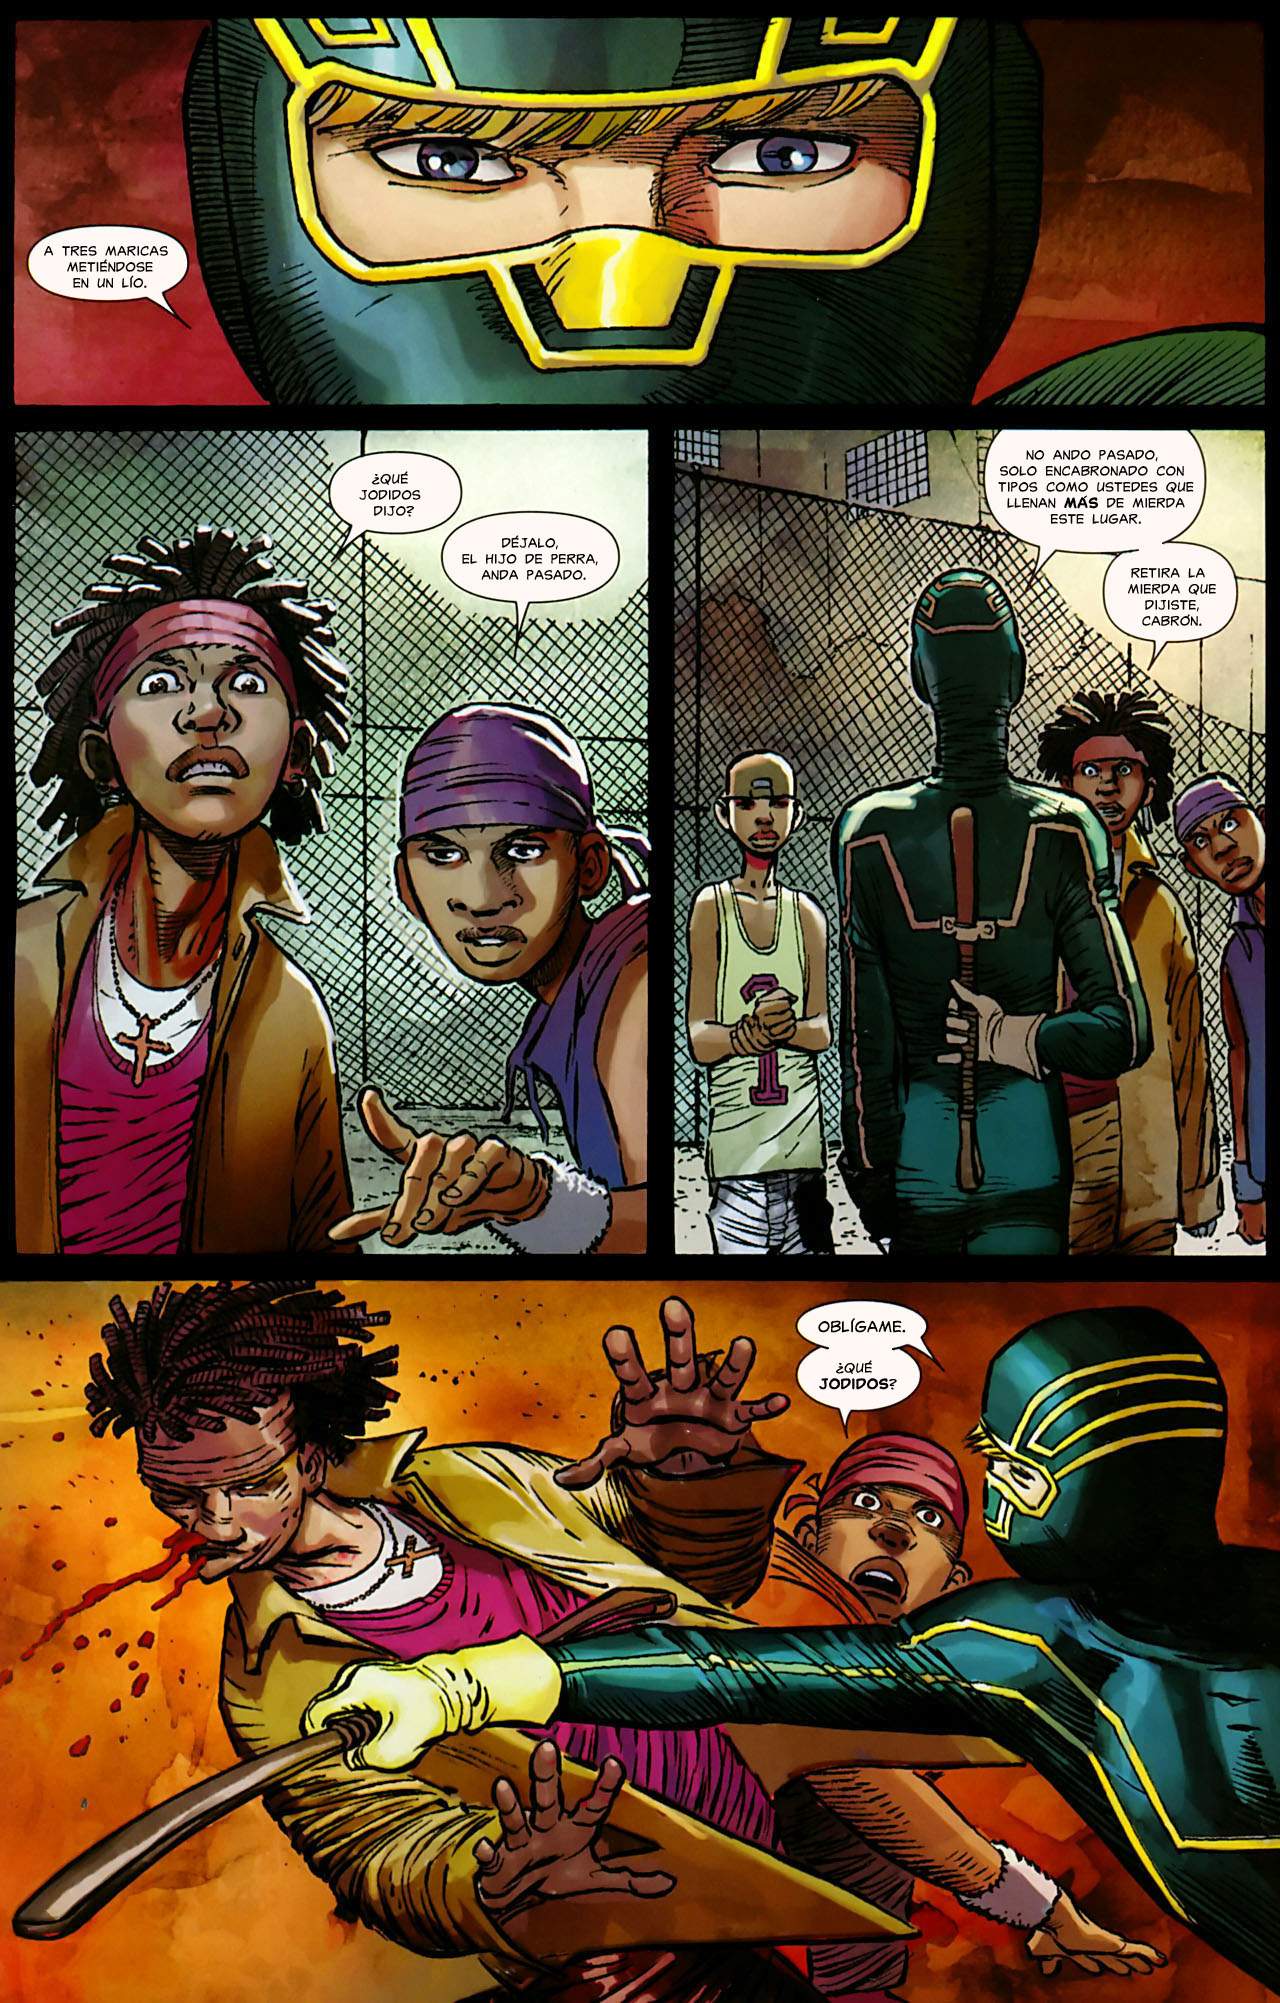 A TRES MARICAS
METIÉNDOSE
EN UN LÍO.
¿QUÉ
JODIDOS
DIJO?
DÉJALO,
EL HIJO DE PERRA,
ANDA PASADO.
NO ANDO PASADO,
SOLO ENCABRONADO CON
TIPOS COMO USTEDES QUE
LLENAN MÁS DE MIERDA
ESTE LUGAR.
RETIRA LA
MIERDA QUE
DIJISTE,
CABRÓN.
OBLÍGAME.
¿QUÉ
JODIDOS?